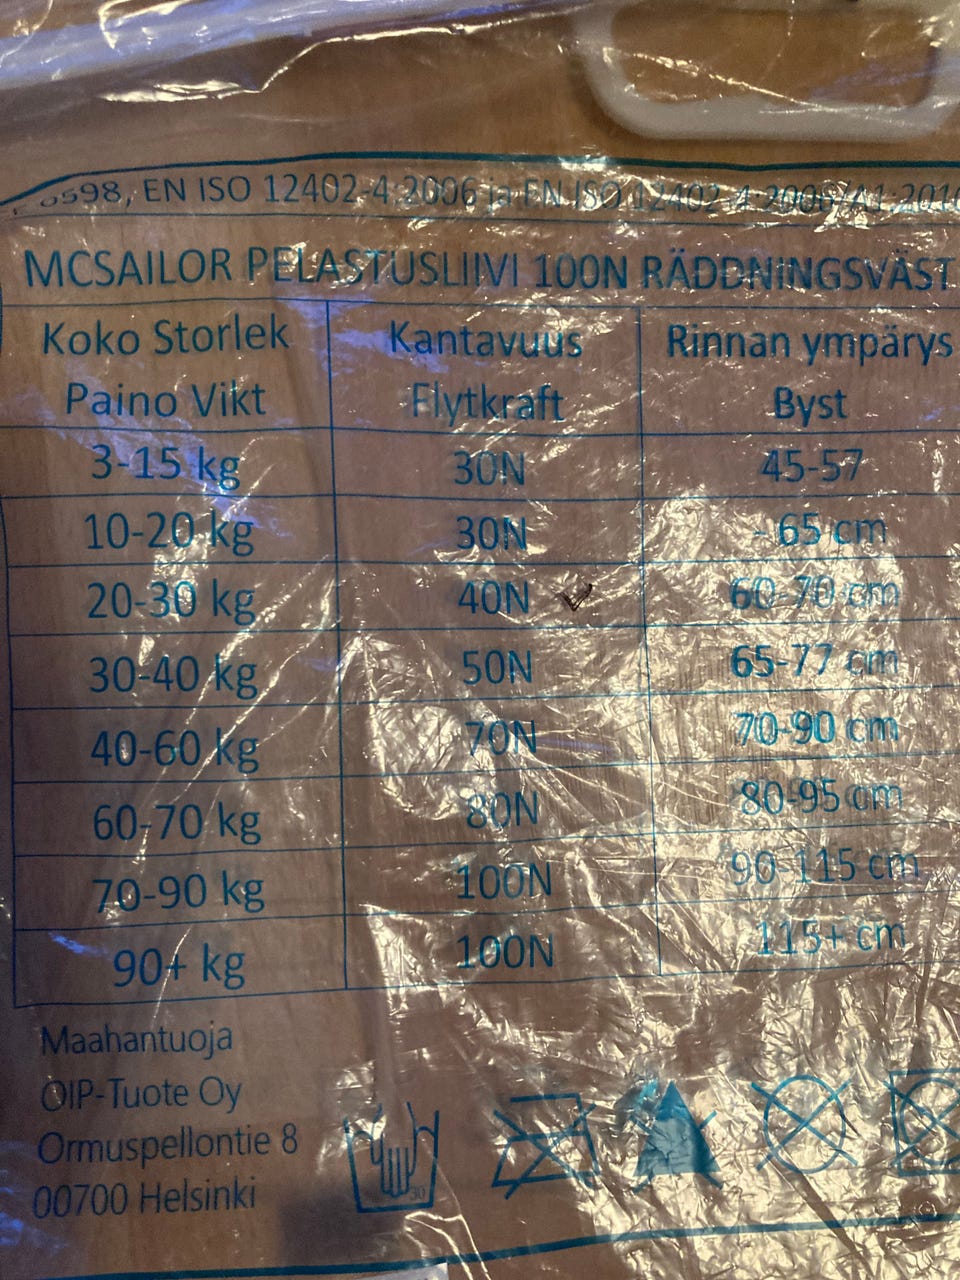 598, EN ISO 12402-4:2006 ja EN ISO 12402-4:2006/A1:2010
MCSAILOR PELASTUSLIIVI 100N RÄDDNINGSVÄST
Koko Storlek Kantavuus Rinnan ympärys
Paino Vikt Flytkraft Byst
3-15 kg 30N 45-57
10-20 kg 30N - 65 cm
20-30 kg 40N 60-70 cm
30-40 kg 50N 65-77 cm
40-60 kg 70N 70-90 cm
60-70 kg 80N 80-95 cm
70-90 kg 100N 90-115 cm
90+ kg 100N 115+ cm
Maahantuoja
OIP-Tuote Oy
Ormuspellontie 8
00700 Helsinki
30